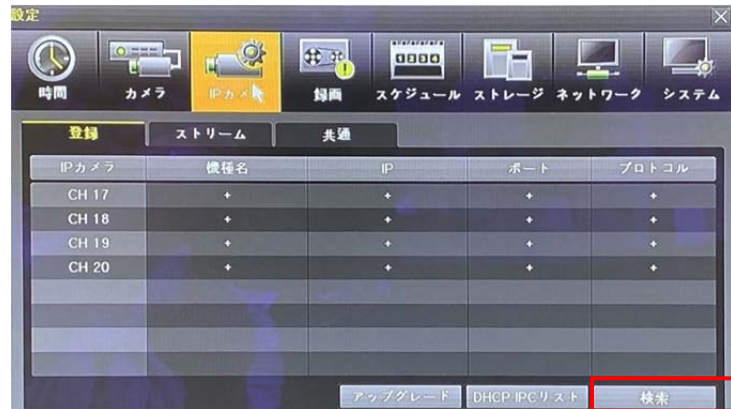 設定
時間 カメラ IPカメラ 録画 スケジュール ストレージ ネットワーク システム
登録 ストリーム 共通
IPカメラ 機種名 IP ポート プロトコル
CH 17 + + + +
CH 18 + + + +
CH 19 + + + +
CH 20 + + + +
アップグレード DHCP IPCリスト 検索